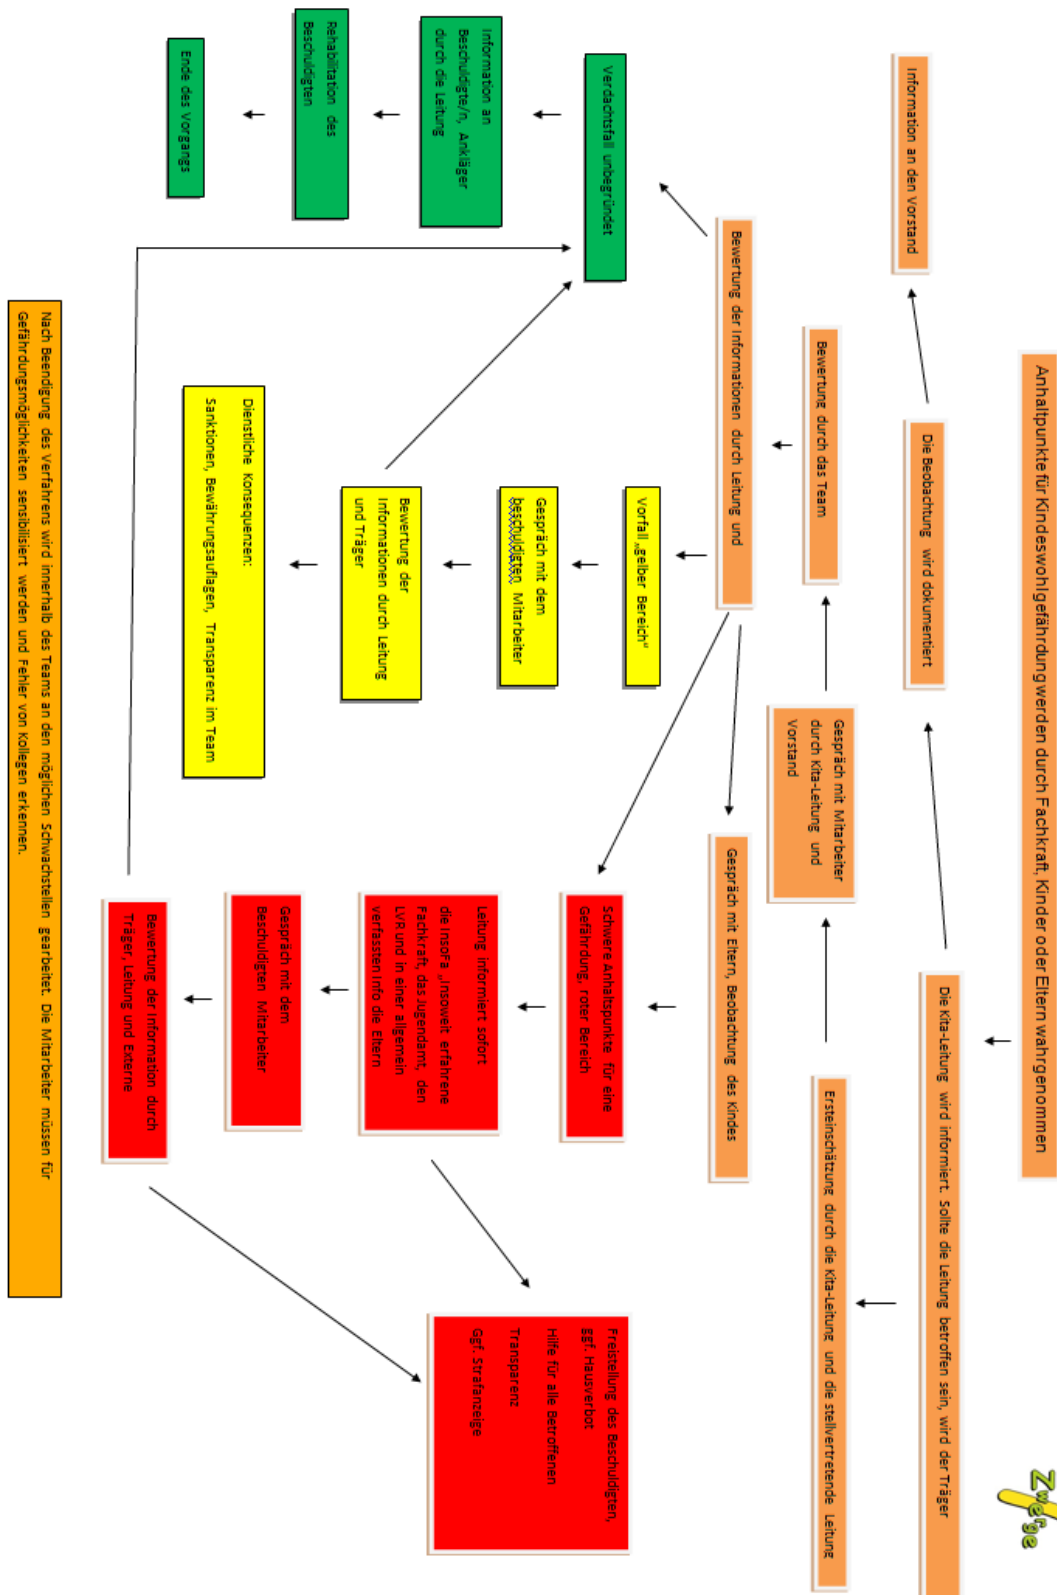 Zwerge
Anhaltpunkte für Kindeswohlgefährdung werden durch Fachkraft, Kinder oder Eltern wahrgenommen
Information an den Vorstand
Die Beobachtung wird dokumentiert
Die Kita-Leitung wird informiert. Sollte die Leitung betroffen sein, wird der Träger
Bewertung durch das Team
Gespräch mit Mitarbeiter
durch Kita-Leitung und
Vorstand
Ersteinschätzung durch die Kita-Leitung und die stellvertretende Leitung
Bewertung der Informationen durch Leitung und
Gespräch mit Eltern, Beobachtung des Kindes
Verdachtsfall unbegründet
Vorfall „gelber Bereich“
Schwere Anhaltspunkte für eine
Gefährdung, roter Bereich
Information an
Beschuldigte/n, Ankläger
durch die Leitung
Gespräch mit dem
beschuldigten Mitarbeiter
Leitung informiert sofort
die InsoFa „Insoweit erfahrene
Fachkraft, das Jugendamt, den
LVR und in einer allgemein
verfassten Info die Eltern
Freistellung des Beschuldigten,
ggf. Hausverbot
Hilfe für alle Betroffenen
Transparenz
Ggf. Strafanzeige
Rehabilitation des
Beschuldigten
Bewertung der
Informationen durch Leitung
und Träger
Gespräch mit dem
Beschuldigten Mitarbeiter
Ende des Vorgangs
Dienstliche Konsequenzen:
Sanktionen, Bewährungsauflagen, Transparenz im Team
Bewertung der Information durch
Träger, Leitung und Externe
Nach Beendigung des Verfahrens wird innerhalb des Teams an den möglichen Schwachstellen gearbeitet. Die Mitarbeiter müssen für
Gefährdungsmöglichkeiten sensibilisiert werden und Fehler von Kollegen erkennen.